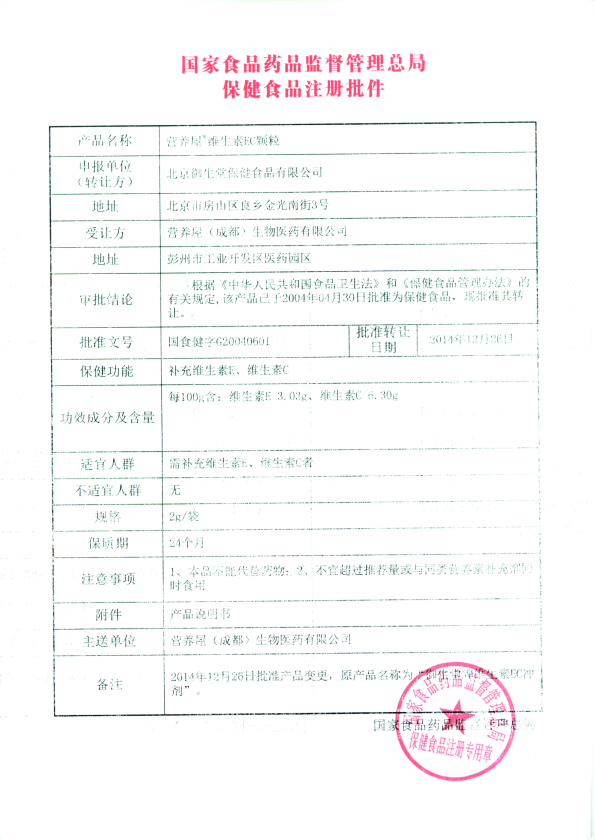 国家食品药品监督管理总局
保健食品注册批件
产品名称 营养屋®维生素EC颗粒
申报单位
（转让方） 北京御生堂保健食品有限公司
地址 北京市房山区良乡金光南街3号
受让方 营养屋（成都）生物医药有限公司
地址 彭州市工业开发区医药园区
审批结论 根据《中华人民共和国食品卫生法》和《保健食品管理办法》的
有关规定,该产品已于2004年04月30日批准为保健食品，现批准其转
让。
批准文号 国食健字G20040601 批准转让
日期 2014年12月26日
保健功能 补充维生素E、维生素C
功效成分及含量 每100g含：维生素E 3.03g、维生素C 6.30g
适宜人群 需补充维生素E、维生素C者
不适宜人群 无
规格 2g/袋
保质期 24个月
注意事项 1、本品不能代替药物；2、不宜超过推荐量或与同类营养素补充剂同
时食用
附件 产品说明书
主送单位 营养屋（成都）生物医药有限公司
备注 2014年12月26日批准产品变更，原产品名称为“御生堂牌维生素EC冲
剂”。
国家食品药品监督管理总局
国家食品药品监督管理总局
保健食品注册专用章